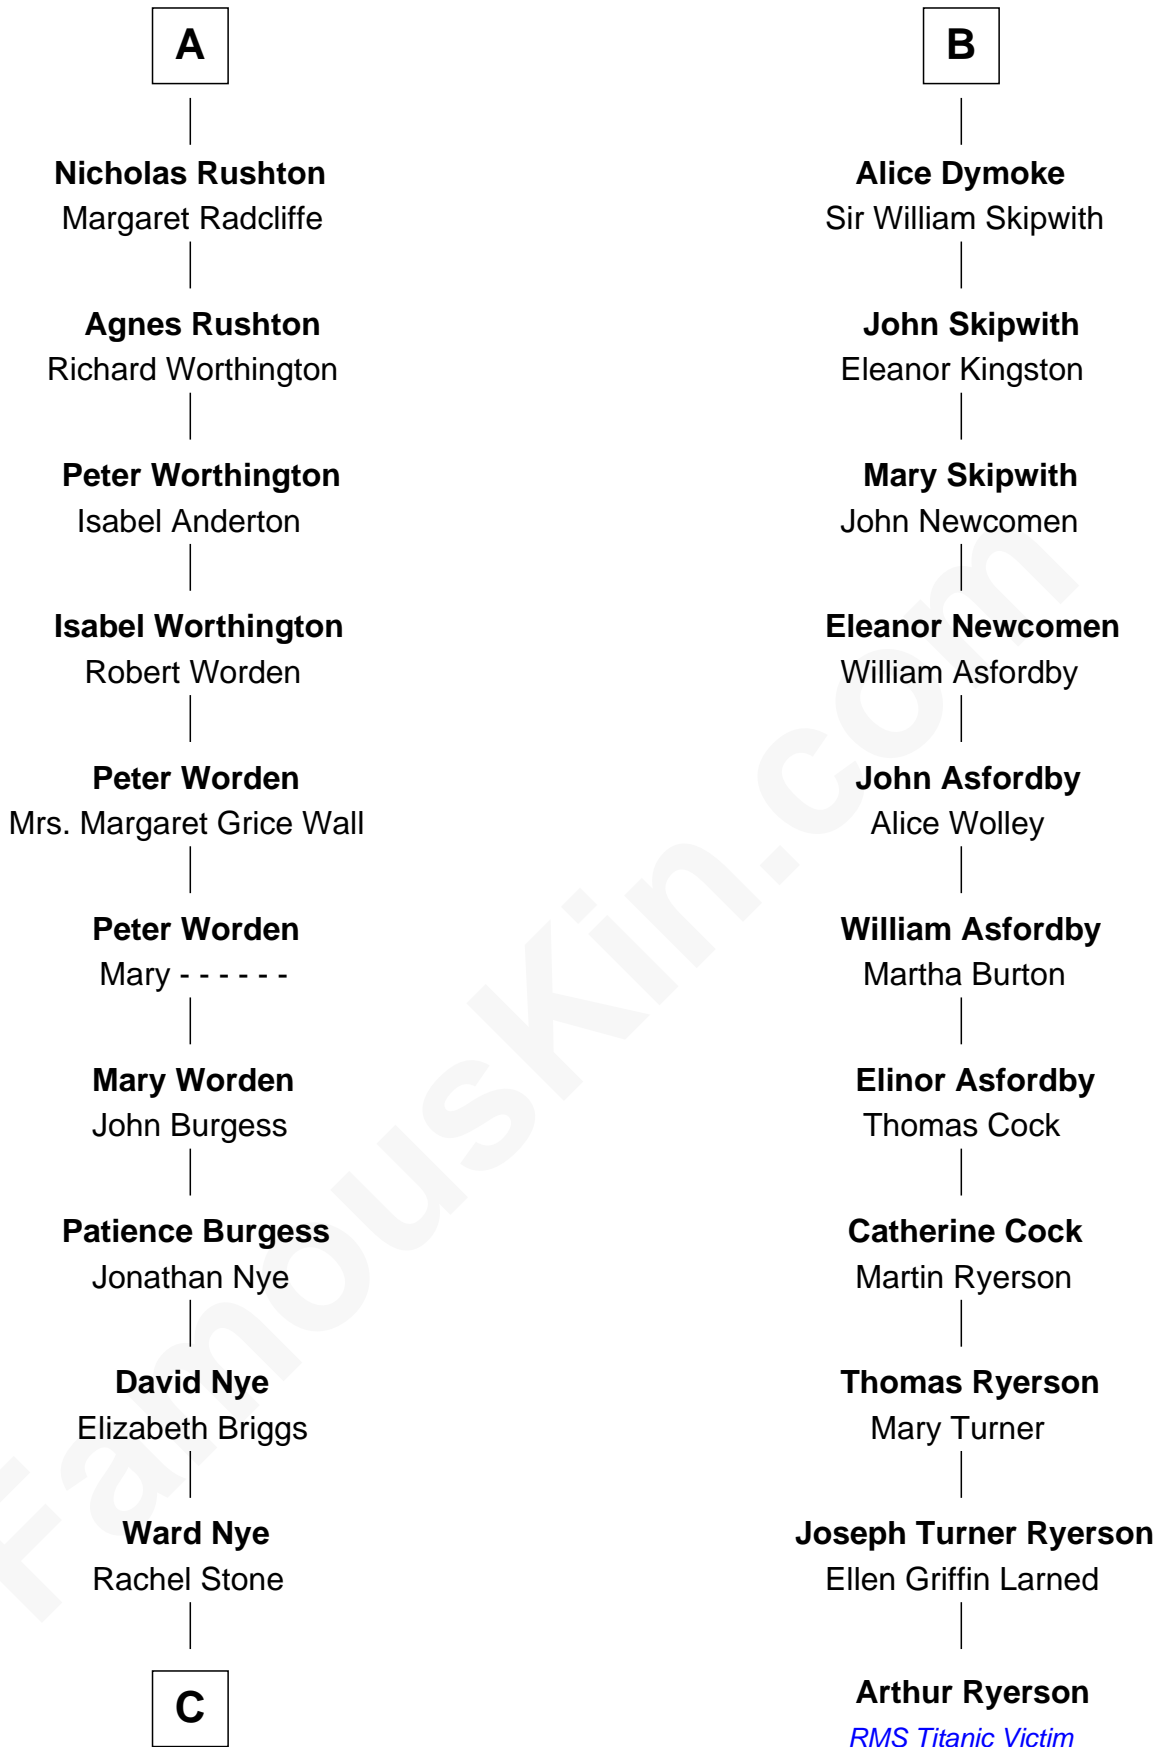 A
Nicholas Rushton
Margaret Radcliffe
Agnes Rushton
Richard Worthington
Peter Worthington
Isabel Anderton
Isabel Worthington
Robert Worden
Peter Worden
Mrs. Margaret Grice Wall
Peter Worden
Mary - - - - - -
Mary Worden
John Burgess
Patience Burgess
Jonathan Nye
David Nye
Elizabeth Briggs
Ward Nye
Rachel Stone
C
B
Alice Dymoke
Sir William Skipwith
John Skipwith
Eleanor Kingston
Mary Skipwith
John Newcomen
Eleanor Newcomen
William Asfordby
John Asfordby
Alice Wolley
William Asfordby
Martha Burton
Elinor Asfordby
Thomas Cock
Catherine Cock
Martin Ryerson
Thomas Ryerson
Mary Turner
Joseph Turner Ryerson
Ellen Griffin Larned
Arthur Ryerson
RMS Titanic Victim
FamousKin.com